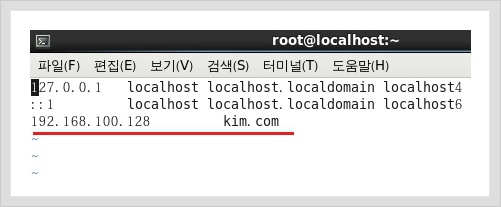 root@localhost:~
파일(F) 편집(E) 보기(V) 검색(S) 터미널(T) 도움말(H)
127.0.0.1 localhost localhost.localdomain localhost4
::1 localhost localhost.localdomain localhost6
192.168.100.128 kim.com
~
~
~